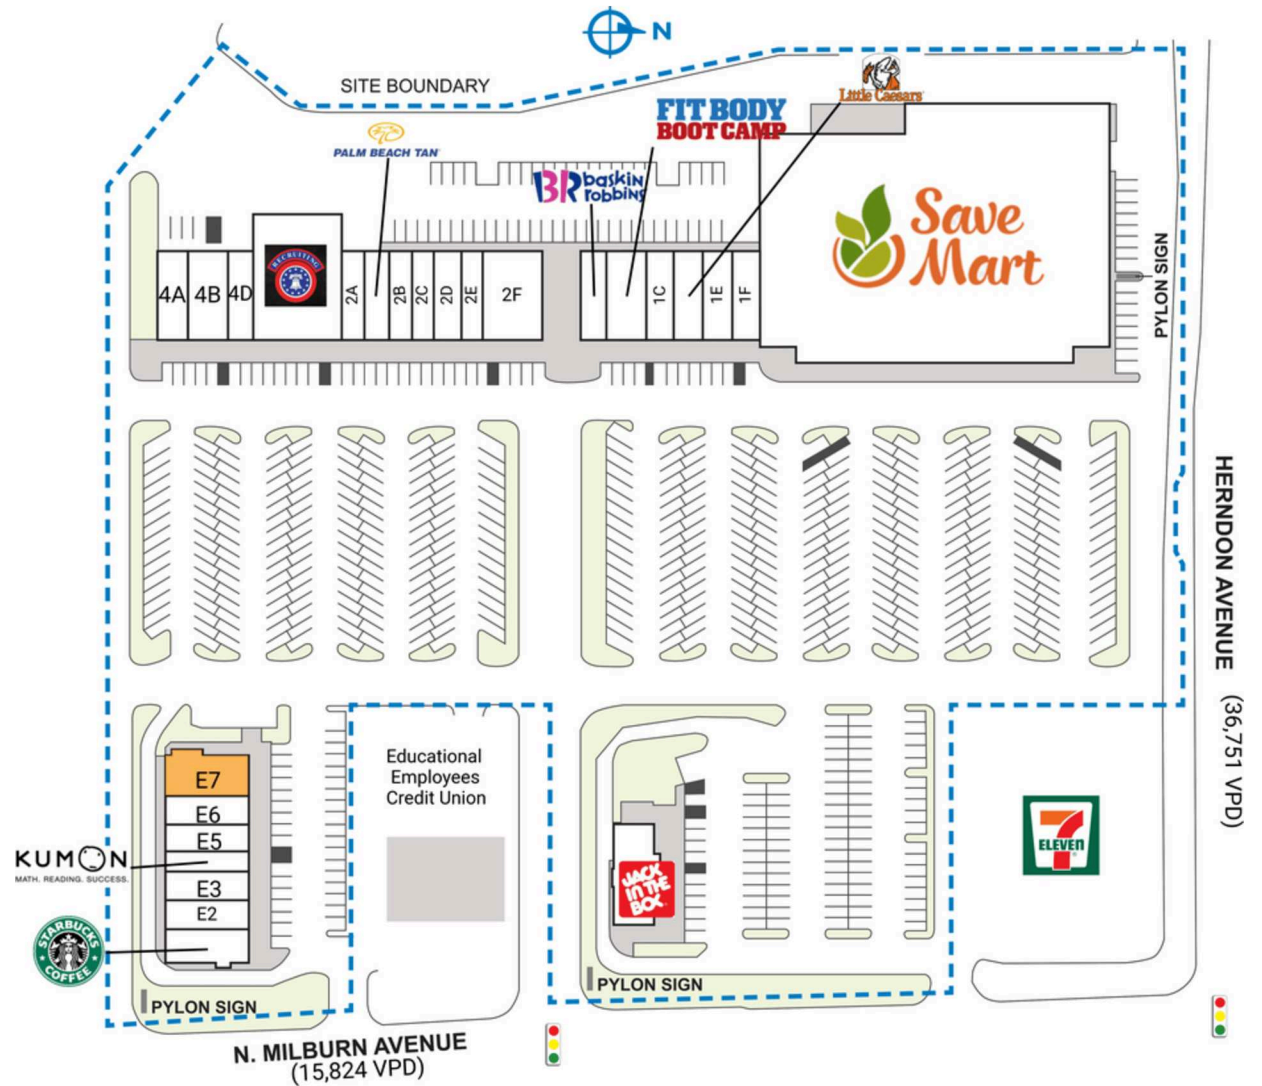 N
SITE BOUNDARY
Little Caesars
FIT BODY
BOOT CAMP
PALM BEACH TAN
BR baskin
robbins
Save
Mart
PYLON SIGN
RECRUITING
4A
4B
4D
2A
2B
2C
2D
2E
2F
1C
1E
1F
HERNDON AVENUE
(36,751 VPD)
Educational
Employees
Credit Union
E7
E6
E5
KUMON
MATH. READING. SUCCESS.
E3
E2
STARBUCKS
COFFEE
JACK
IN THE
BOX
7
ELEVEN
PYLON SIGN
PYLON SIGN
N. MILBURN AVENUE
(15,824 VPD)